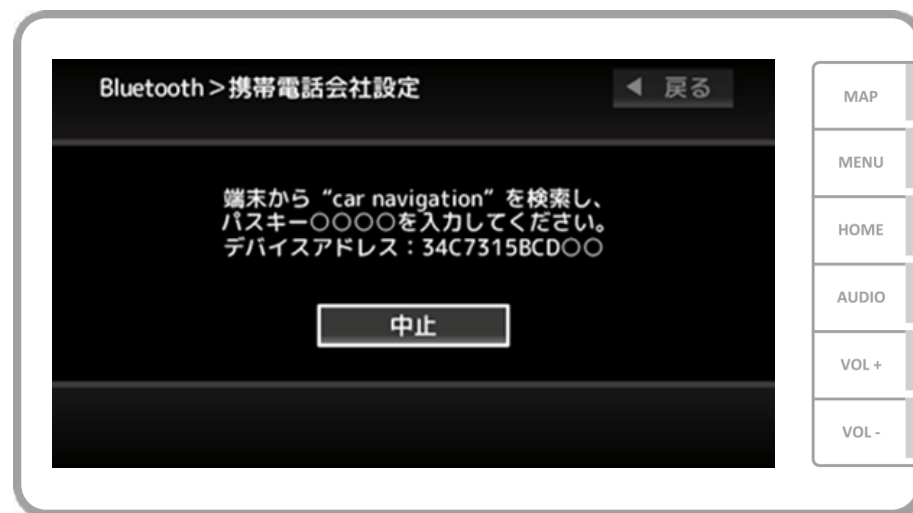 Bluetooth＞携帯電話会社設定
◀ 戻る
端末から“car navigation”を検索し、
パスキー○○○○を入力してください。
デバイスアドレス：34C7315BCD○○
中止
MAP
MENU
HOME
AUDIO
VOL +
VOL -